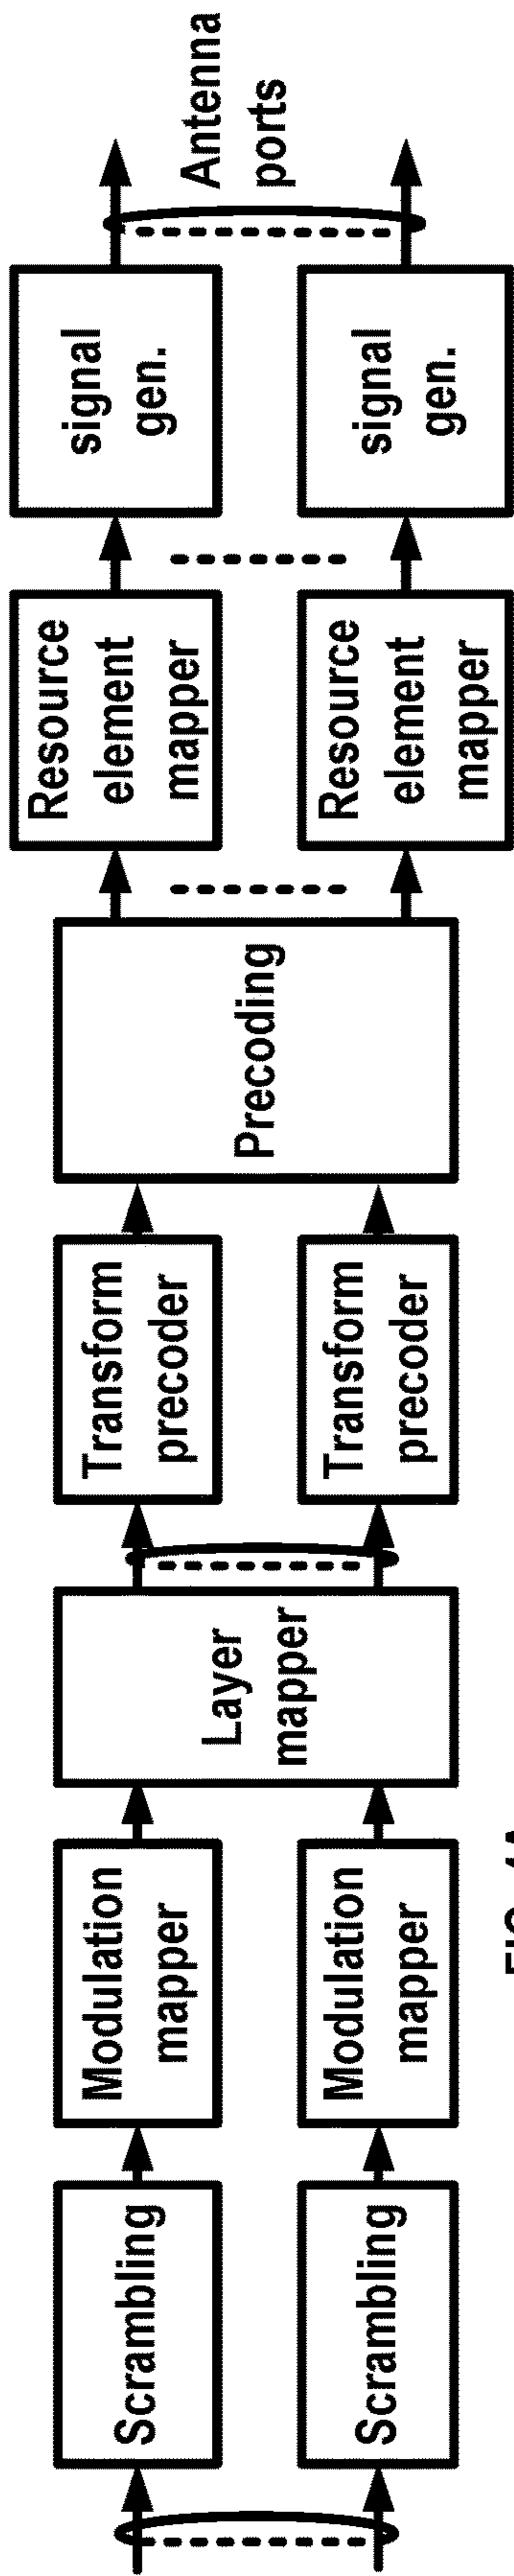 Scrambling
Scrambling
Modulation
mapper
Modulation
mapper
Layer
mapper
Transform
precoder
Transform
precoder
Precoding
Resource
element
mapper
Resource
element
mapper
signal
gen.
signal
gen.
Antenna
ports